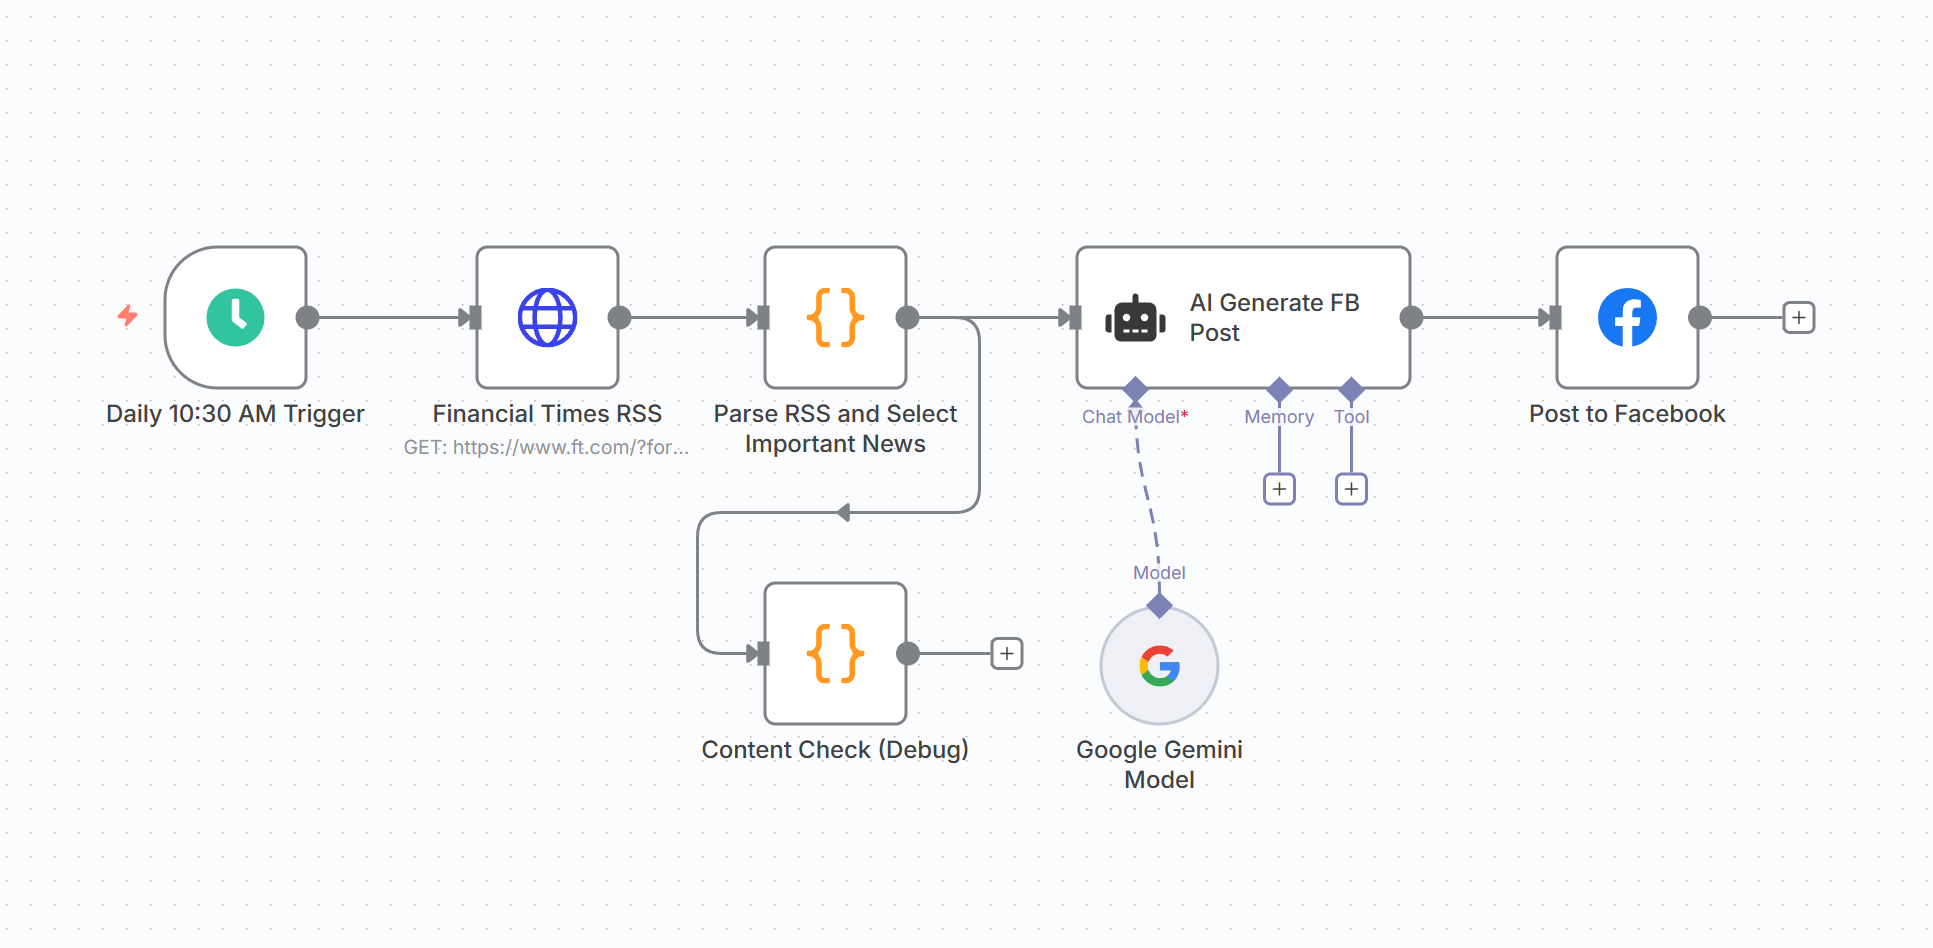 Daily 10:30 AM Trigger
Financial Times RSS
GET: https://www.ft.com/?for...
Parse RSS and Select
Important News
AI Generate FB
Post
Chat Model*
Memory
Tool
Post to Facebook
Model
Content Check (Debug)
Google Gemini
Model